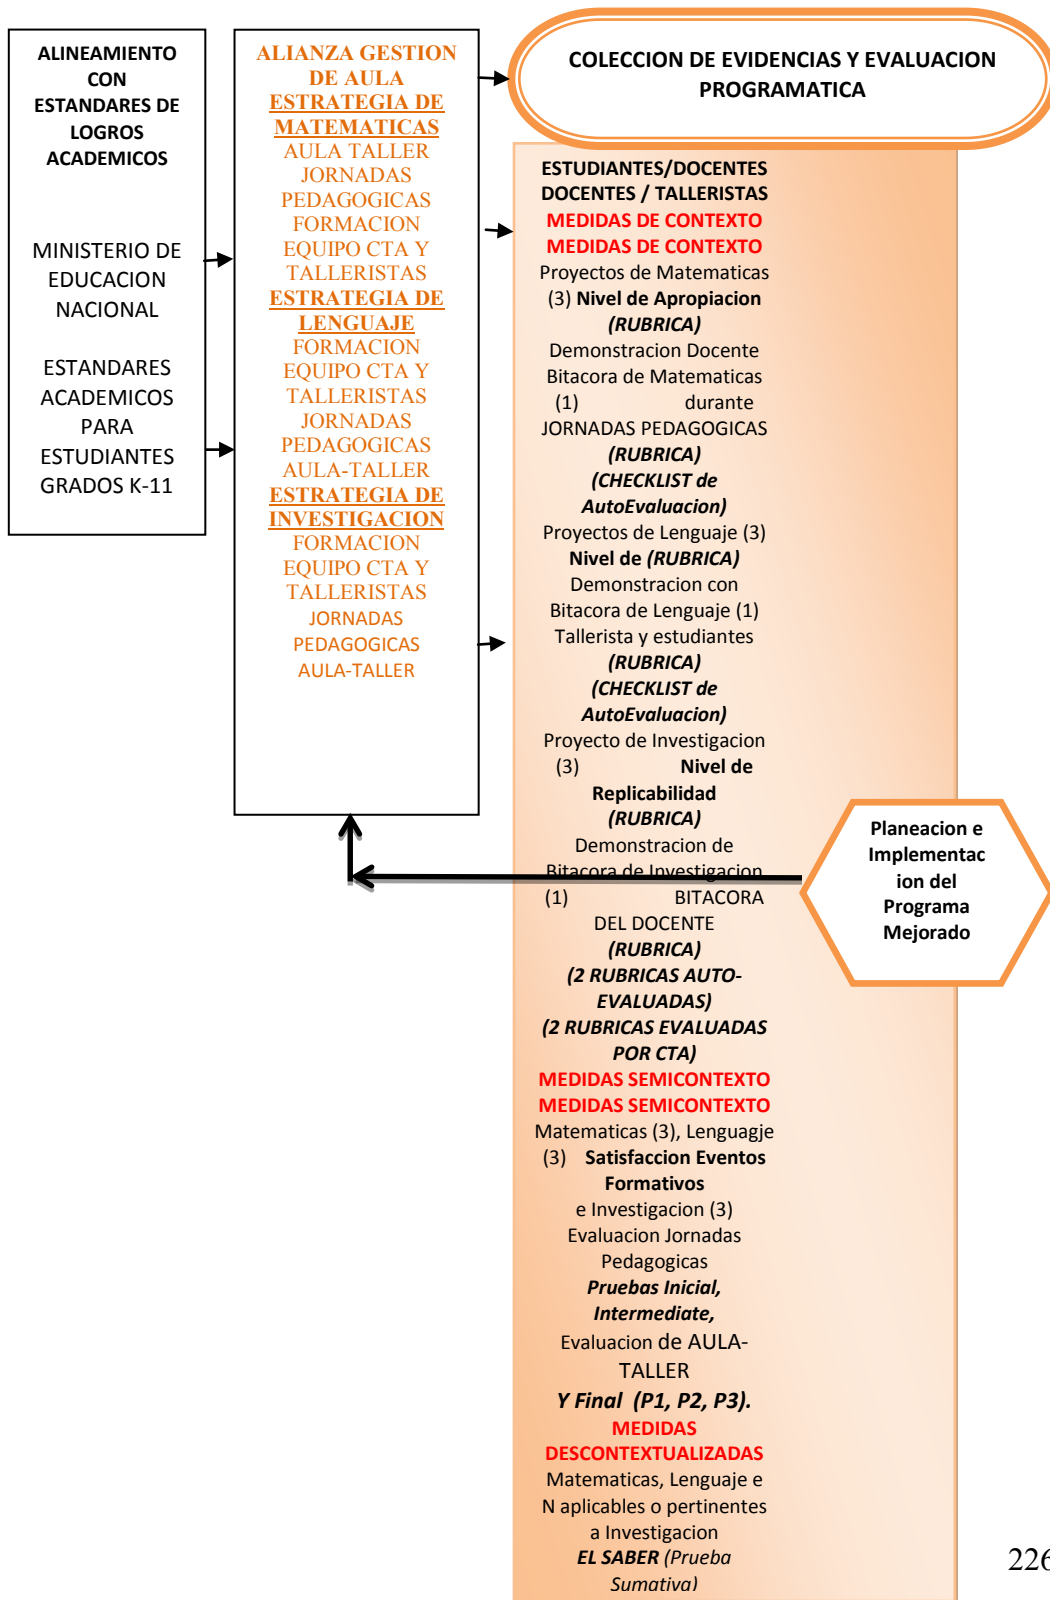 ALINEAMIENTO
CON
ESTANDARES DE
LOGROS
ACADEMICOS
MINISTERIO DE
EDUCACION
NACIONAL
ESTANDARES
ACADEMICOS
PARA
ESTUDIANTES
GRADOS K-11
ALIANZA GESTION
DE AULA
ESTRATEGIA DE
MATEMATICAS
AULA TALLER
JORNADAS
PEDAGOGICAS
FORMACION
EQUIPO CTA Y
TALLERISTAS
ESTRATEGIA DE
LENGUAJE
FORMACION
EQUIPO CTA Y
TALLERISTAS
JORNADAS
PEDAGOGICAS
AULA-TALLER
ESTRATEGIA DE
INVESTIGACION
FORMACION
EQUIPO CTA Y
TALLERISTAS
JORNADAS
PEDAGOGICAS
AULA-TALLER
COLECCION DE EVIDENCIAS Y EVALUACION
PROGRAMATICA
ESTUDIANTES/DOCENTES
DOCENTES / TALLERISTAS
MEDIDAS DE CONTEXTO
MEDIDAS DE CONTEXTO
Proyectos de Matematicas
(3) Nivel de Apropiacion
(RUBRICA)
Demonstracion Docente
Bitacora de Matematicas
(1) durante
JORNADAS PEDAGOGICAS
(RUBRICA)
(CHECKLIST de
AutoEvaluacion)
Proyectos de Lenguaje (3)
Nivel de (RUBRICA)
Demonstracion con
Bitacora de Lenguaje (1)
Tallerista y estudiantes
(RUBRICA)
(CHECKLIST de
AutoEvaluacion)
Proyecto de Investigacion
(3) Nivel de
Replicabilidad
(RUBRICA)
Demonstracion de
Bitacora de Investigacion
(1) BITACORA
DEL DOCENTE
(RUBRICA)
(2 RUBRICAS AUTO-
EVALUADAS)
(2 RUBRICAS EVALUADAS
POR CTA)
MEDIDAS SEMICONTEXTO
MEDIDAS SEMICONTEXTO
Matematicas (3), Lenguagje
(3) Satisfaccion Eventos
Formativos
e Investigacion (3)
Evaluacion Jornadas
Pedagogicas
Pruebas Inicial,
Intermediate,
Evaluacion de AULA-
TALLER
Y Final (P1, P2, P3).
MEDIDAS
DESCONTEXTUALIZADAS
Matematicas, Lenguaje e
N aplicables o pertinentes
a Investigacion
EL SABER (Prueba
Sumativa)
Planeacion e
Implementac
ion del
Programa
Mejorado
226